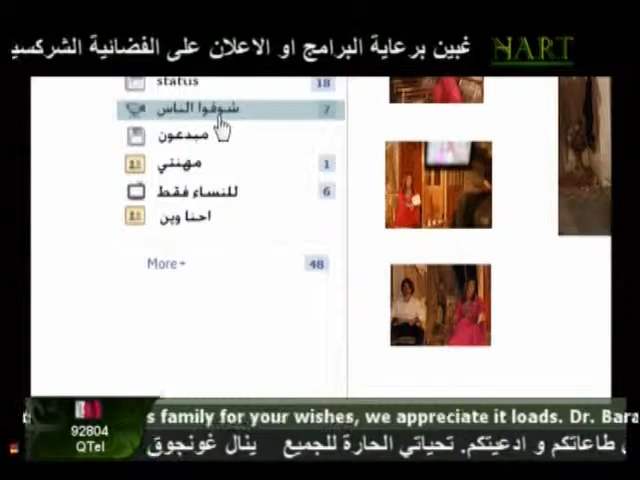 غبين برعاية البرامج او الاعلان على الفضائية الشركسية
NART
status 18
شوفوا الناس 7
مبدعون
مهنتي 1
للنساء فقط 6
احنا وين
More 48
s family for your wishes, we appreciate it loads. Dr. Bara
92804
QTel
طاعاتكم و ادعيتكم. تحياتي الحارة للجميع ينال غونجوق